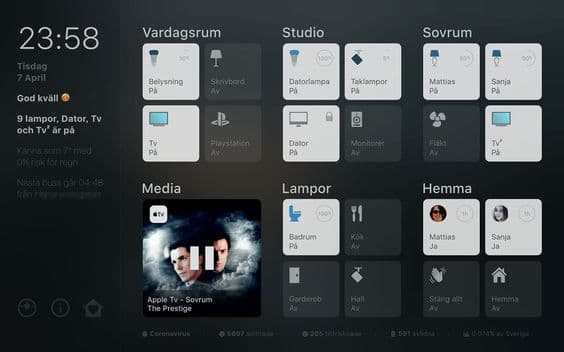 23:58
Tisdag
7 April
God kväll
9 lampor, Dator, Tv
och Tv² är på
Känns som 7° med
0% risk för regn
Nästa buss går 04:48
från
Vardagsrum
Belysning
På
Skrivbord
Av
Tv
På
Playstation
Av
Studio
100%
Datorlampa
På
Taklampor
På
Dator
På
Monitorer
Av
Sovrum
Mattias
På
Sanja
På
Fläkt
Av
Tv²
På
Media
tv
Apple Tv - Sovrum
The Prestige
Lampor
100%
Badrum
På
Kök
Av
Garderob
Av
Hall
Av
Hemma
1h
Mattias
Ja
1h
Sanja
Ja
Stäng allt
Av
Hemma
Av
Coronavirus
6697 smittade
205 tillfrisknade
591 avlidna
0.074% av Sverige